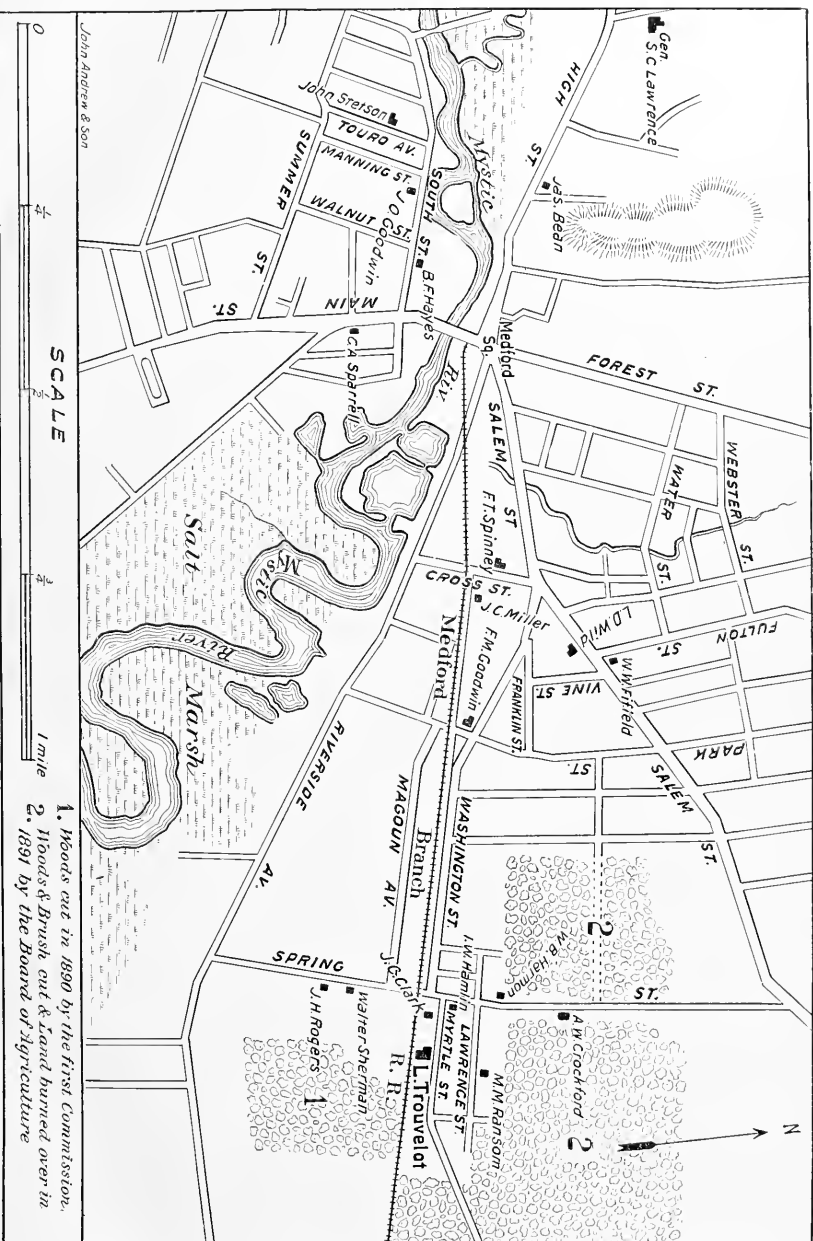 Gen.
S. C. Lawrence
HIGH
ST.
Jas. Bean
Mystic
John Stetson
TOURO AV.
MANNING ST.
J. O. Goodwin
WALNUT ST.
SOUTH
ST.
B. F. Hayes
SUMMER
ST.
MAIN
ST.
C. A. Sparrell
Riv.
Medford
Sq.
FOREST
ST.
SALEM
ST
WATER
ST.
WEBSTER
ST.
F. T. Spinney
CROSS ST.
J. C. Miller
L. D. Wild
FULTON
ST.
W. W. Fifield
VINE ST.
F. M. Goodwin
FRANKLIN ST.
PARK
ST.
SALEM
ST.
Medford
Branch
R. R.
WASHINGTON ST.
MAGOUN AV.
RIVERSIDE
AV.
Salt
Marsh
Mystic
River
SPRING
ST.
2
W. B. Harmon
I. W. Hamlin
LAWRENCE ST.
MYRTLE ST.
J. C. Clark
L. Trouvelot
M. M. Ransom
A. W. Crockford
2
Walter Sherman
J. H. Rogers
1
N
John Andrew & Son
SCALE
0
1/4
1/2
3/4
1 mile
1. Woods cut in 1890 by the first Commission.
2. Woods & Brush cut & Land burned over in
1891 by the Board of Agriculture